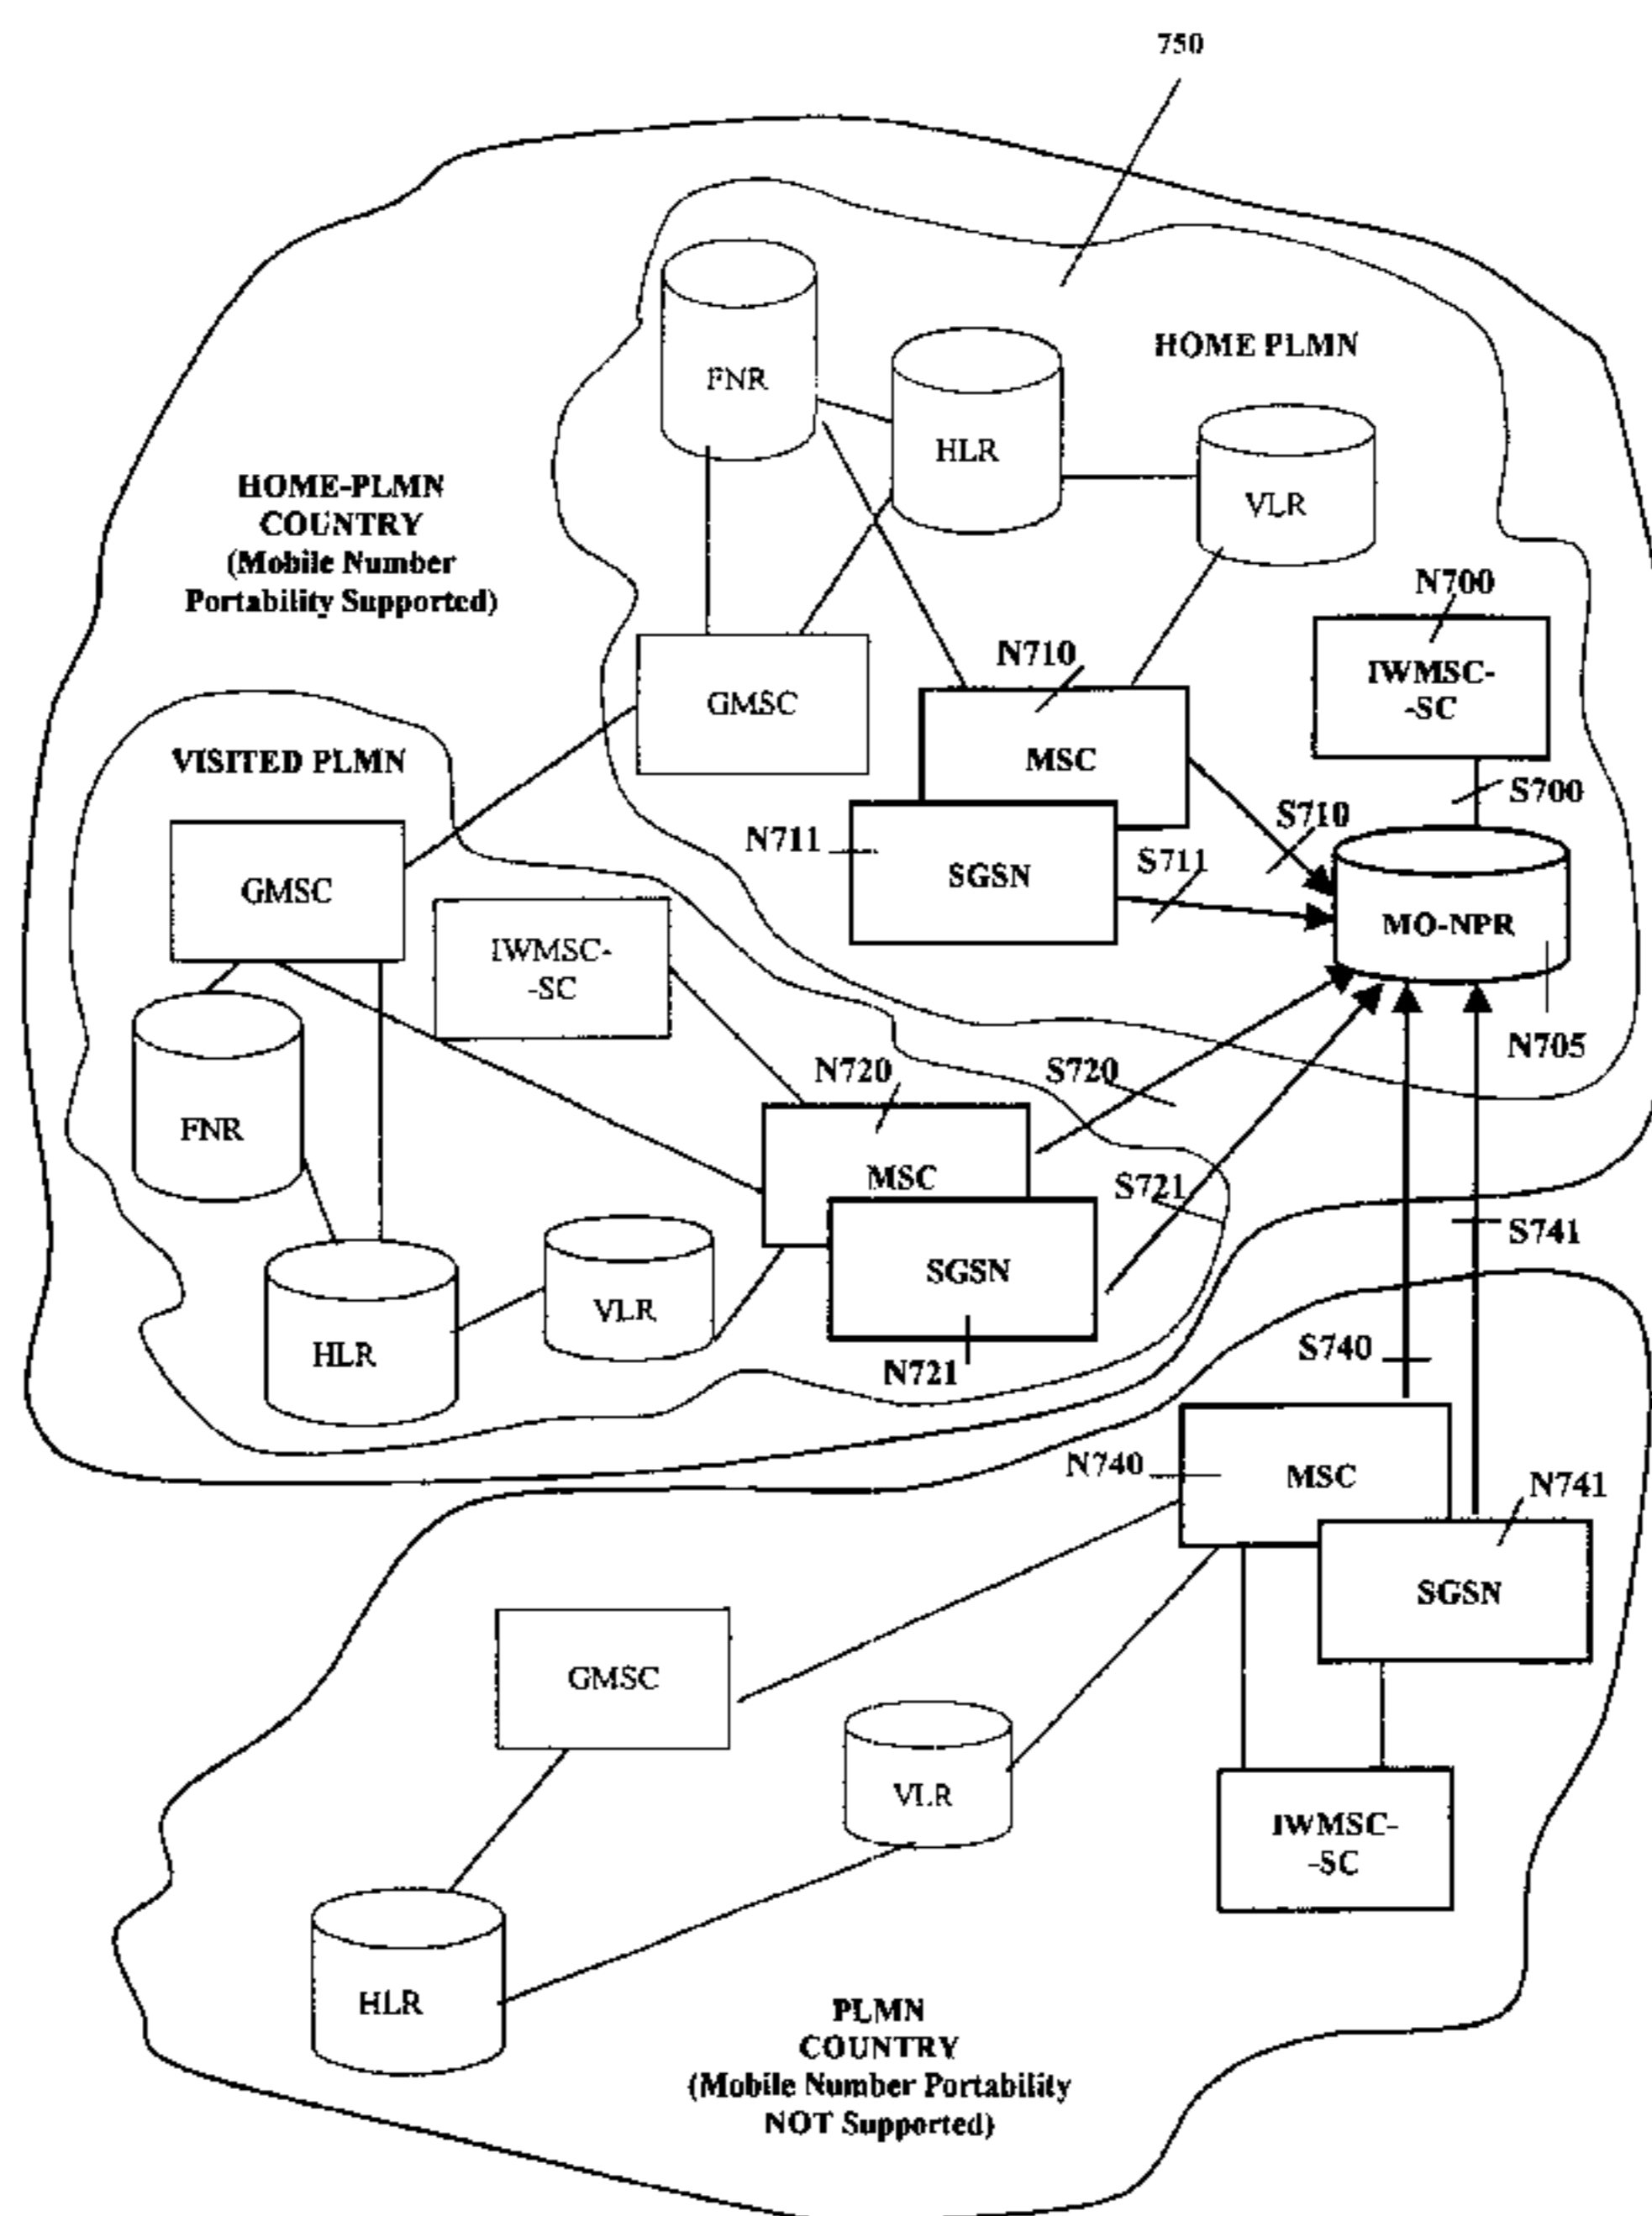 750
FNR
HOME PLMN
HLR
VLR
HOME-PLMN
COUNTRY
(Mobile Number
Portability Supported)
N700
IWMSC-
-SC
N710
GMSC
MSC
VISITED PLMN
S700
S710
N711
S711
SGSN
GMSC
MO-NPR
IWMSC-
-SC
N705
N720
S720
FNR
MSC
S721
S741
SGSN
VLR
HLR
N721
S740
N740
MSC
N741
SGSN
GMSC
VLR
IWMSC-
-SC
HLR
PLMN
COUNTRY
(Mobile Number Portability
NOT Supported)